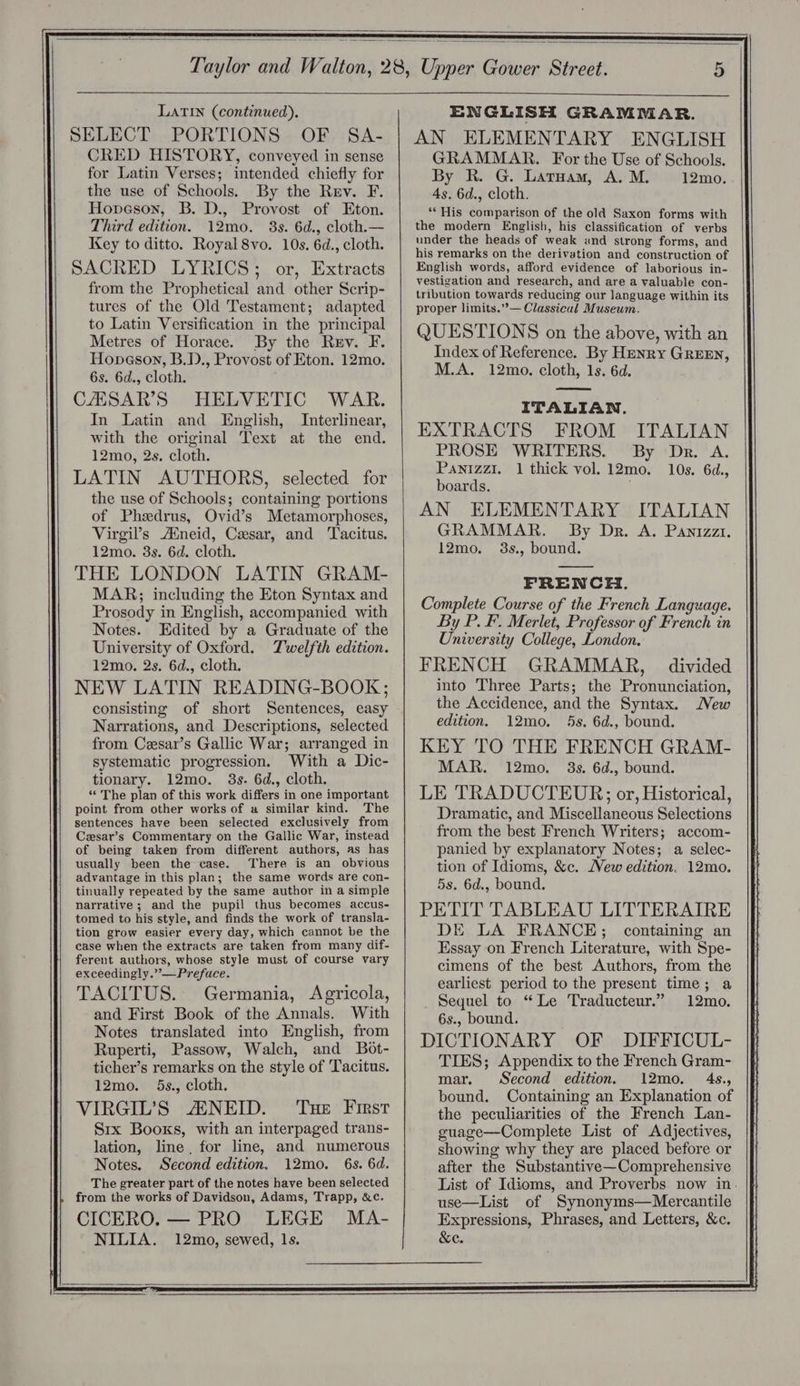 Taylor and Walton, 28, Upper Gower Street. 5
LATIN (continued).
SELECT PORTIONS OF SA-
CRED HISTORY, conveyed in sense
for Latin Verses; intended chiefly for
the use of Schools. By the REV. F.
HODGSON, B. D., Provost of Eton.
Third edition. 12mo. 3s. 6d., cloth.—
Key to ditto. Royal 8vo. 10s. 6d., cloth.
SACRED LYRICS; or, Extracts
from the Prophetical and other Scrip-
tures of the Old Testament; adapted
to Latin Versification in the principal
Metres of Horace. By the REV. F.
HODGSON, B.D., Provost of Eton. 12mo.
6s. 6d., cloth.
CÆSAR'S HELVETIC WAR.
In Latin and English, Interlinear,
with the original Text at the end.
12mo, 2s. cloth.
LATIN AUTHORS, selected for
the use of Schools; containing portions
of Phædrus, Ovid's Metamorphoses,
Virgil's Æneid, Cæsar, and Tacitus.
12mo. 3s. 6d. cloth.
THE LONDON LATIN GRAM-
MAR; including the Eton Syntax and
Prosody in English, accompanied with
Notes. Edited by a Graduate of the
University of Oxford. Twelfth edition.
12mo. 2s. 6d., cloth.
NEW LATIN READING-BOOK;
consisting of short Sentences, easy
Narrations, and Descriptions, selected
from Cæsar's Gallic War; arranged in
systematic progression. With a Dic-
tionary. 12mo. 3s. 6d., cloth.
“ The plan of this work differs in one important
point from other works of a similar kind. The
sentences have been selected exclusively from
Cæsar's Commentary on the Gallic War, instead
of being taken from different authors, as has
usually been the case. There is an obvious
advantage in this plan; the same words are con-
tinually repeated by the same author in a simple
narrative; and the pupil thus becomes accus-
tomed to his style, and finds the work of transla-
tion grow easier every day, which cannot be the
case when the extracts are taken from many dif-
ferent authors, whose style must of course vary
exceedingly.”—Preface.
TACITUS. Germania, Agricola,
and First Book of the Annals. With
Notes translated into English, from
Ruperti, Passow, Walch, and Böt-
ticher's remarks on the style of Tacitus.
12mo. 5s., cloth.
VIRGIL'S ÆNEID. THE FIRST
SIX BOOKS, with an interpaged trans-
lation, line for line, and numerous
Notes. Second edition. 12mo. 6s. 6d.
The greater part of the notes have been selected
from the works of Davidson, Adams, Trapp, &c.
CICERO. — PRO LEGE MA-
NILIA. 12mo, sewed, 1s.
ENGLISH GRAMMAR.
AN ELEMENTARY ENGLISH
GRAMMAR. For the Use of Schools.
By R. G. LATHAM, A. M. 12mo.
4s. 6d., cloth.
“ His comparison of the old Saxon forms with
the modern English, his classification of verbs
under the heads of weak and strong forms, and
his remarks on the derivation and construction of
English words, afford evidence of laborious in-
vestigation and research, and are a valuable con-
tribution towards reducing our language within its
proper limits.”—Classical Museum.
QUESTIONS on the above, with an
Index of Reference. By HENRY GREEN,
M.A. 12mo. cloth, 1s. 6d.
ITALIAN.
EXTRACTS FROM ITALIAN
PROSE WRITERS. By DR. A.
PANIZZI. 1 thick vol. 12mo. 10s. 6d.,
boards.
AN ELEMENTARY ITALIAN
GRAMMAR. By DR. A. PANIZZI.
12mo. 3s., bound.
FRENCH.
Complete Course of the French Language.
By P. F. Merlet, Professor of French in
University College, London.
FRENCH GRAMMAR, divided
into Three Parts; the Pronunciation,
the Accidence, and the Syntax. New
edition. 12mo. 5s. 6d., bound.
KEY TO THE FRENCH GRAM-
MAR. 12mo. 3s. 6d., bound.
LE TRADUCTEUR; or, Historical,
Dramatic, and Miscellaneous Selections
from the best French Writers; accom-
panied by explanatory Notes; a selec-
tion of Idioms, &c. New edition. 12mo.
5s. 6d., bound.
PETIT TABLEAU LITTERAIRE
DE LA FRANCE; containing an
Essay on French Literature, with Spe-
cimens of the best Authors, from the
earliest period to the present time; a
Sequel to “Le Traducteur.” 12mo.
6s., bound.
DICTIONARY OF DIFFICUL-
TIES; Appendix to the French Gram-
mar. Second edition. 12mo. 4s.,
bound. Containing an Explanation of
the peculiarities of the French Lan-
guage—Complete List of Adjectives,
showing why they are placed before or
after the Substantive—Comprehensive
List of Idioms, and Proverbs now in
use—List of Synonyms—Mercantile
Expressions, Phrases, and Letters, &c.
&c.